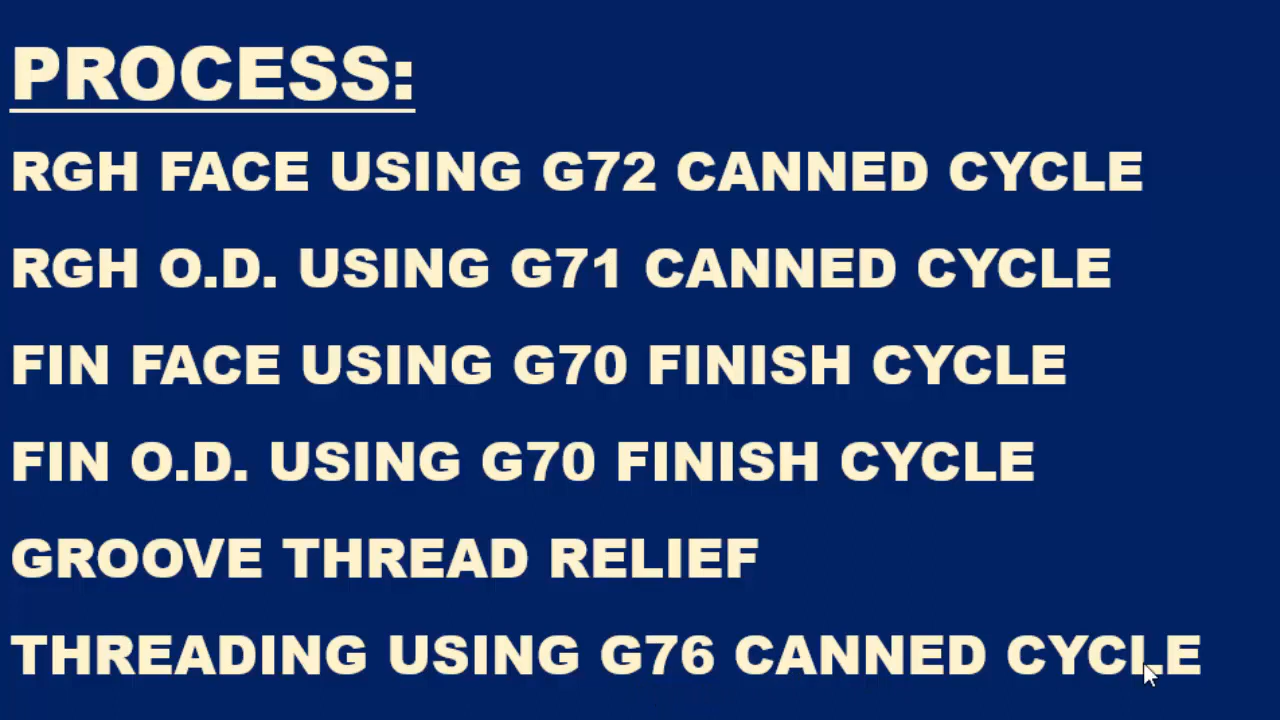 PROCESS:
RGH FACE USING G72 CANNED CYCLE
RGH O.D. USING G71 CANNED CYCLE
FIN FACE USING G70 FINISH CYCLE
FIN O.D. USING G70 FINISH CYCLE
GROOVE THREAD RELIEF
THREADING USING G76 CANNED CYCLE